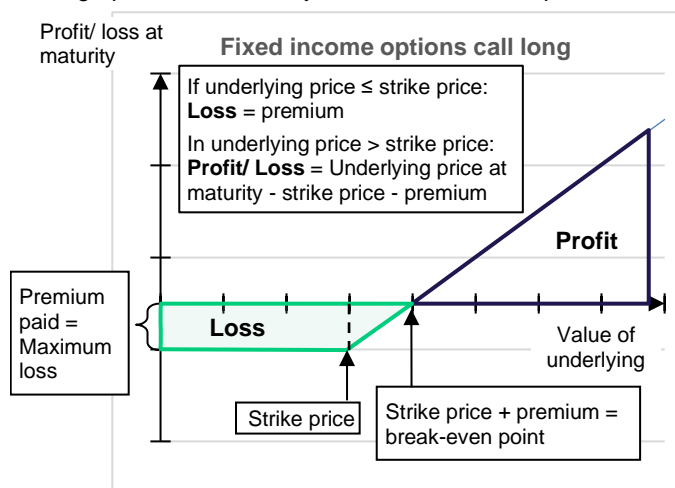 Profit/ loss at
maturity
Fixed income options call long
If underlying price ≤ strike price:
Loss = premium
In underlying price > strike price:
Profit/ Loss = Underlying price at
maturity - strike price - premium
Profit
Premium
paid =
Maximum
loss
Loss
Value of
underlying
Strike price
Strike price + premium =
break-even point